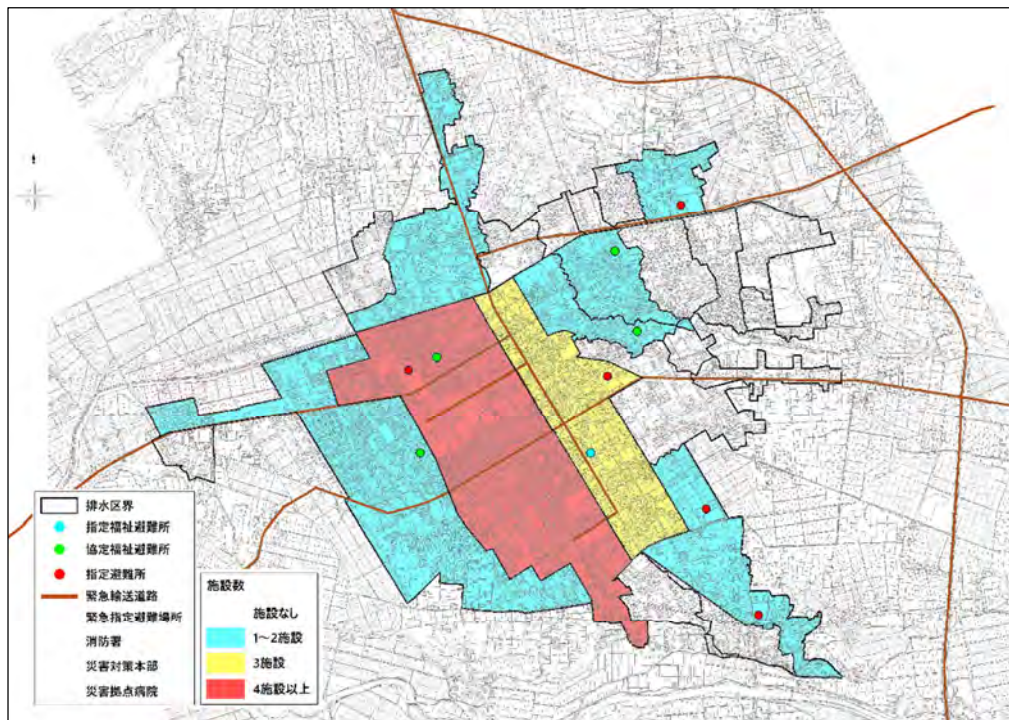 排水区界
指定福祉避難所
協定福祉避難所
指定避難所
緊急輸送道路
緊急指定避難場所
消防署
災害対策本部
災害拠点病院
施設数
施設なし
1~2施設
3施設
4施設以上